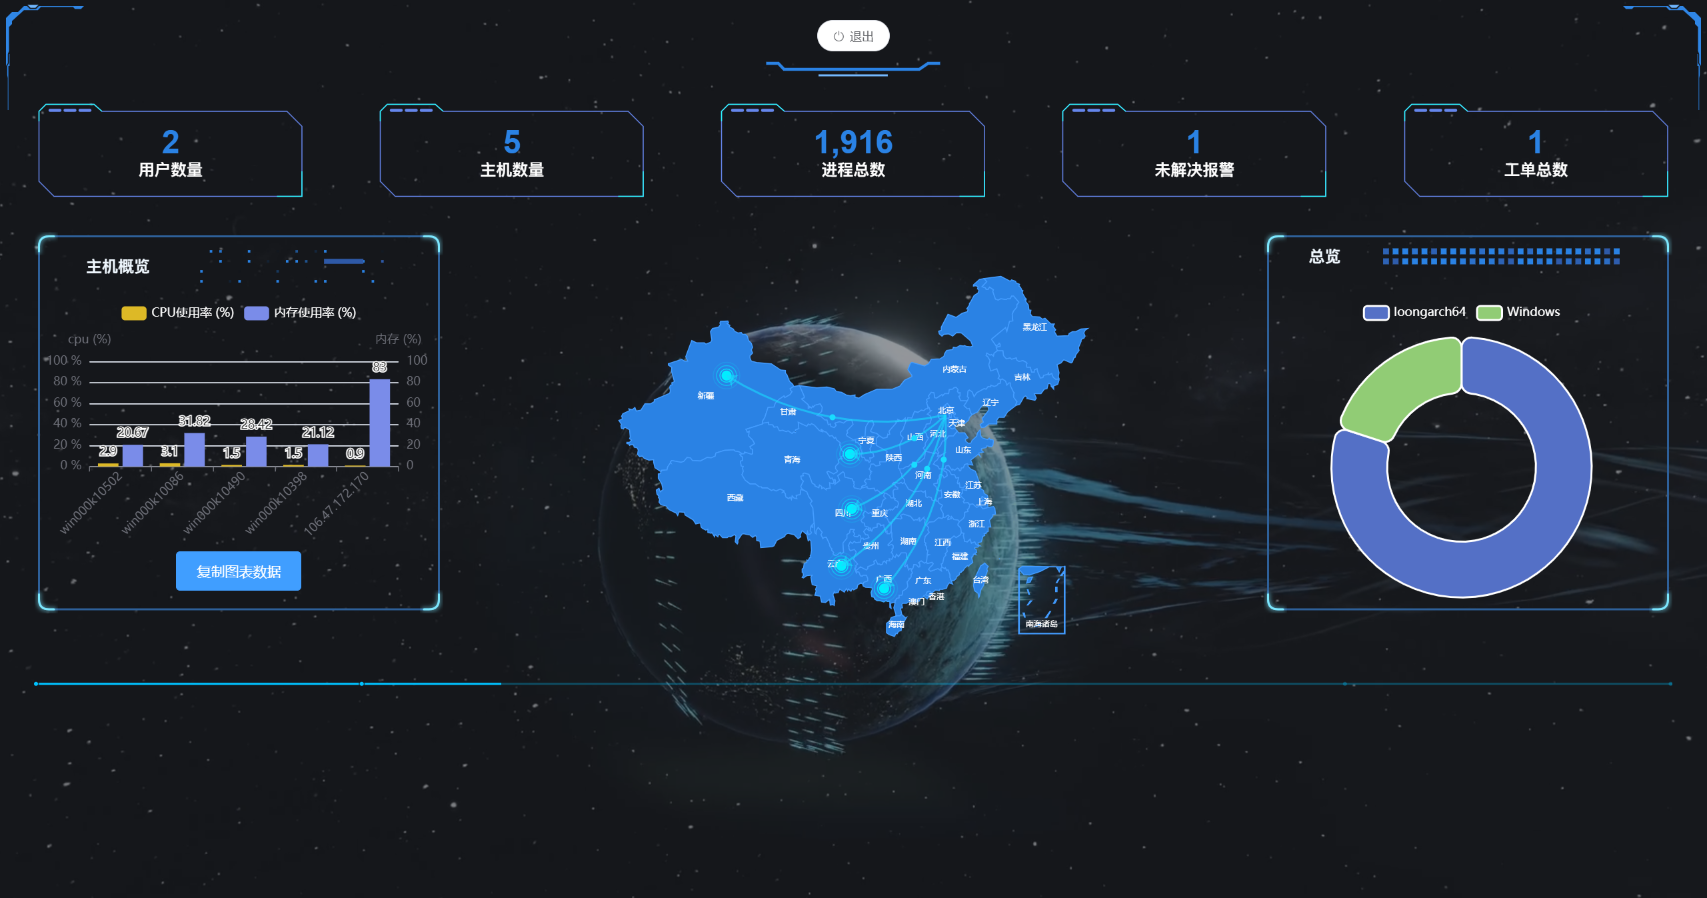 退出
2
用户数量
5
主机数量
1,916
进程总数
1
未解决报警
1
工单总数
主机概览
CPU使用率 (%) 内存使用率 (%)
cpu (%) 内存 (%)
100 % 100
80 % 80
60 % 60
40 % 40
20 % 20
0 % 0
2.9 20.67 3.1 31.82 1.5 28.42 1.5 21.12 0.9 83
win000k10502 win000k10086 win000k10490 win000k10398 106.47.172.170
复制图表数据
黑龙江
内蒙古
吉林
新疆
辽宁
甘肃
北京
天津
宁夏
山西
河北
山东
青海
陕西
河南
江苏
西藏
安徽
上海
湖北
四川
重庆
浙江
湖南
江西
贵州
福建
云南
广西
广东
台湾
香港
澳门
海南
南海诸岛
总览
loongarch64 Windows